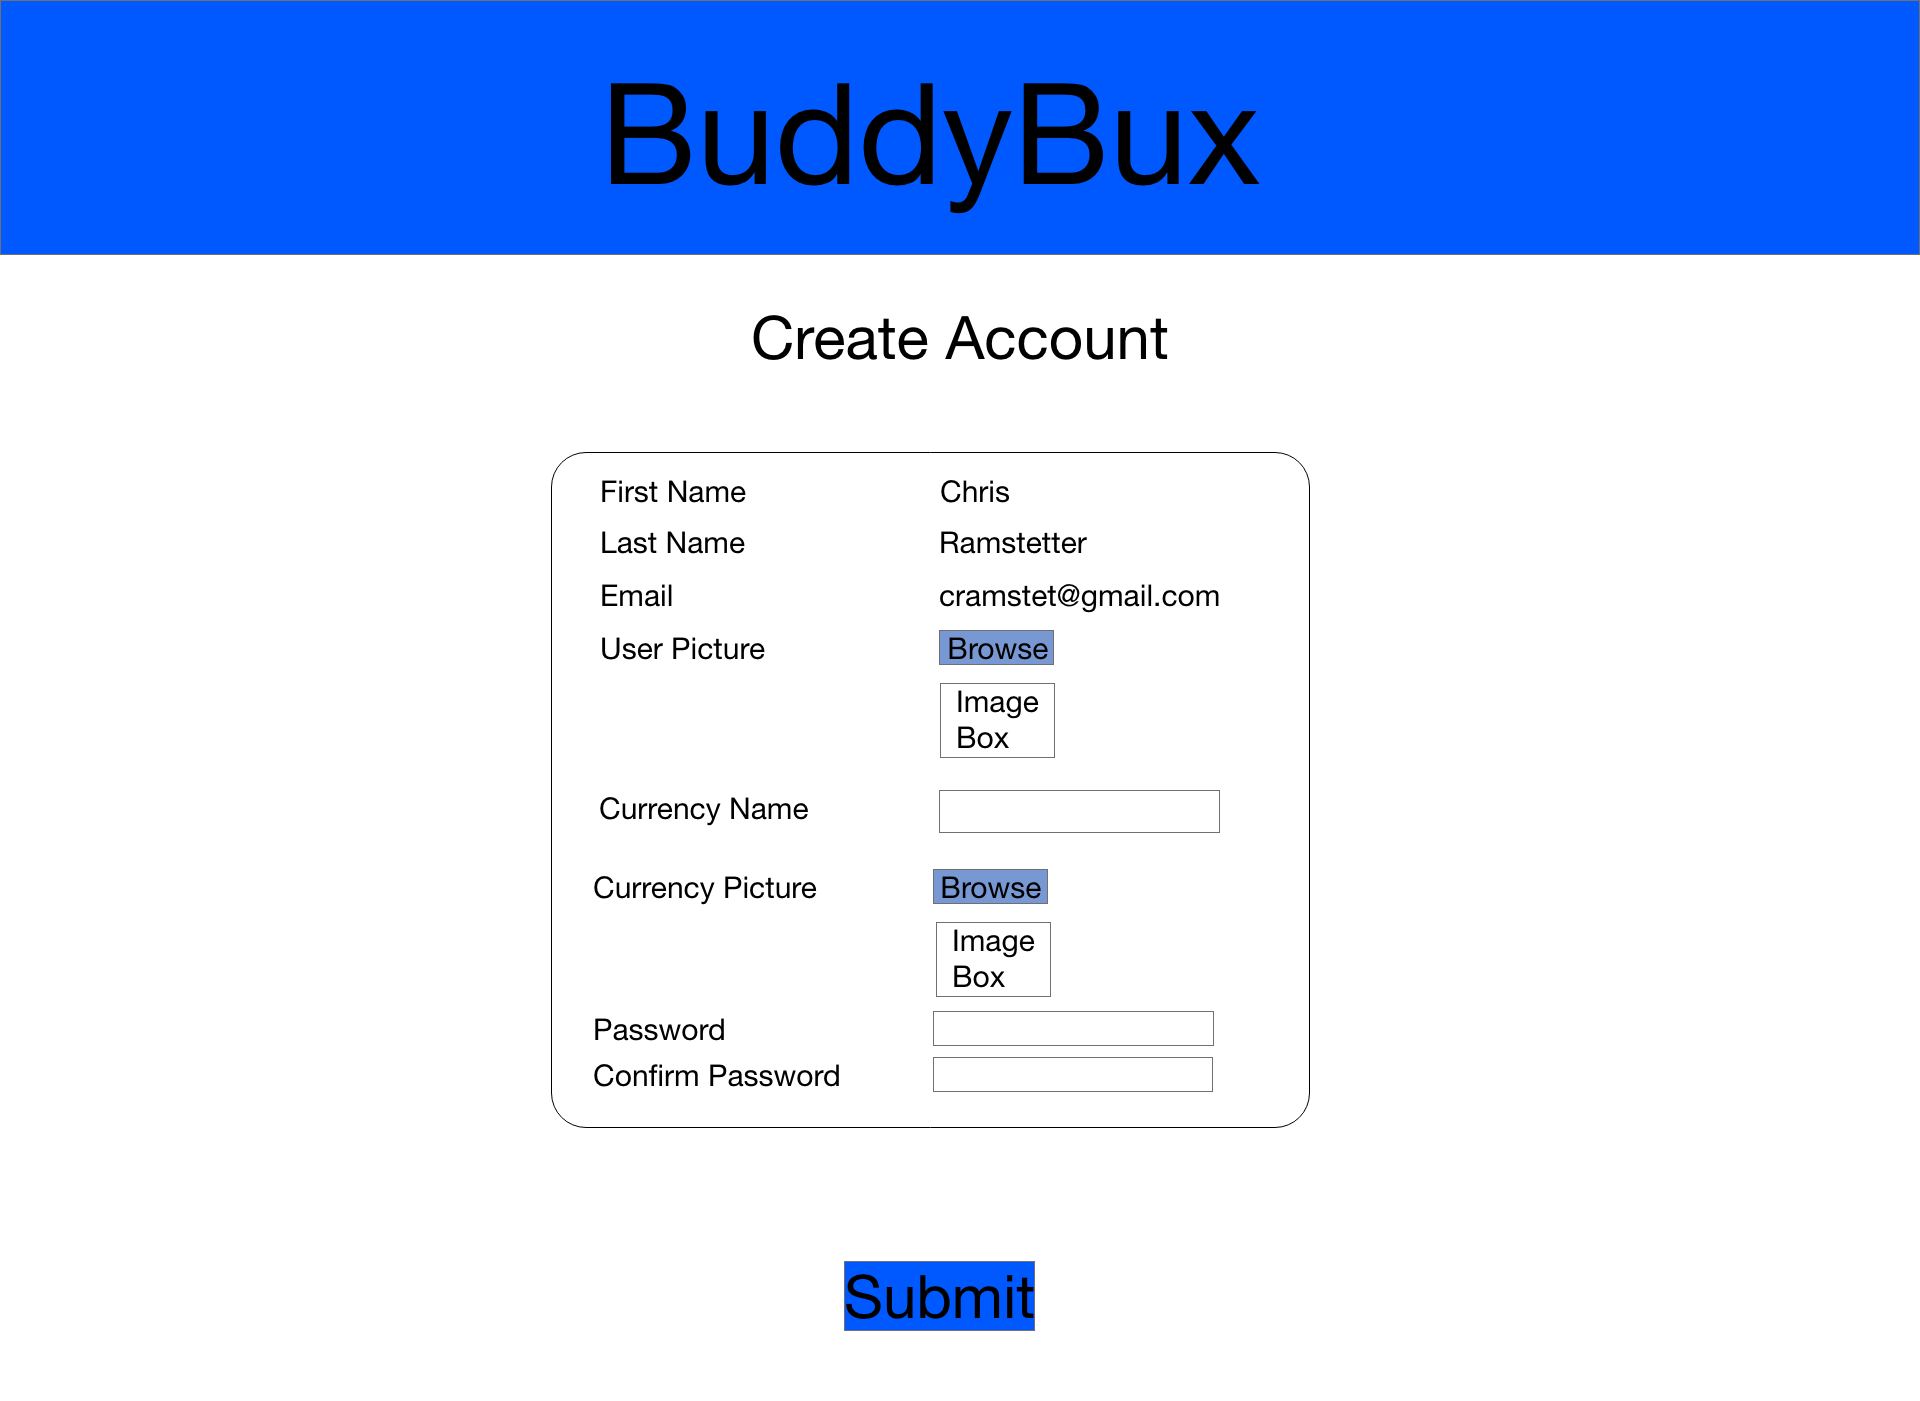 BuddyBux
Create Account
First Name Chris
Last Name Ramstetter
Email cramstet@gmail.com
User Picture Browse
Image
Box
Currency Name
Currency Picture Browse
Image
Box
Password
Confirm Password
Submit